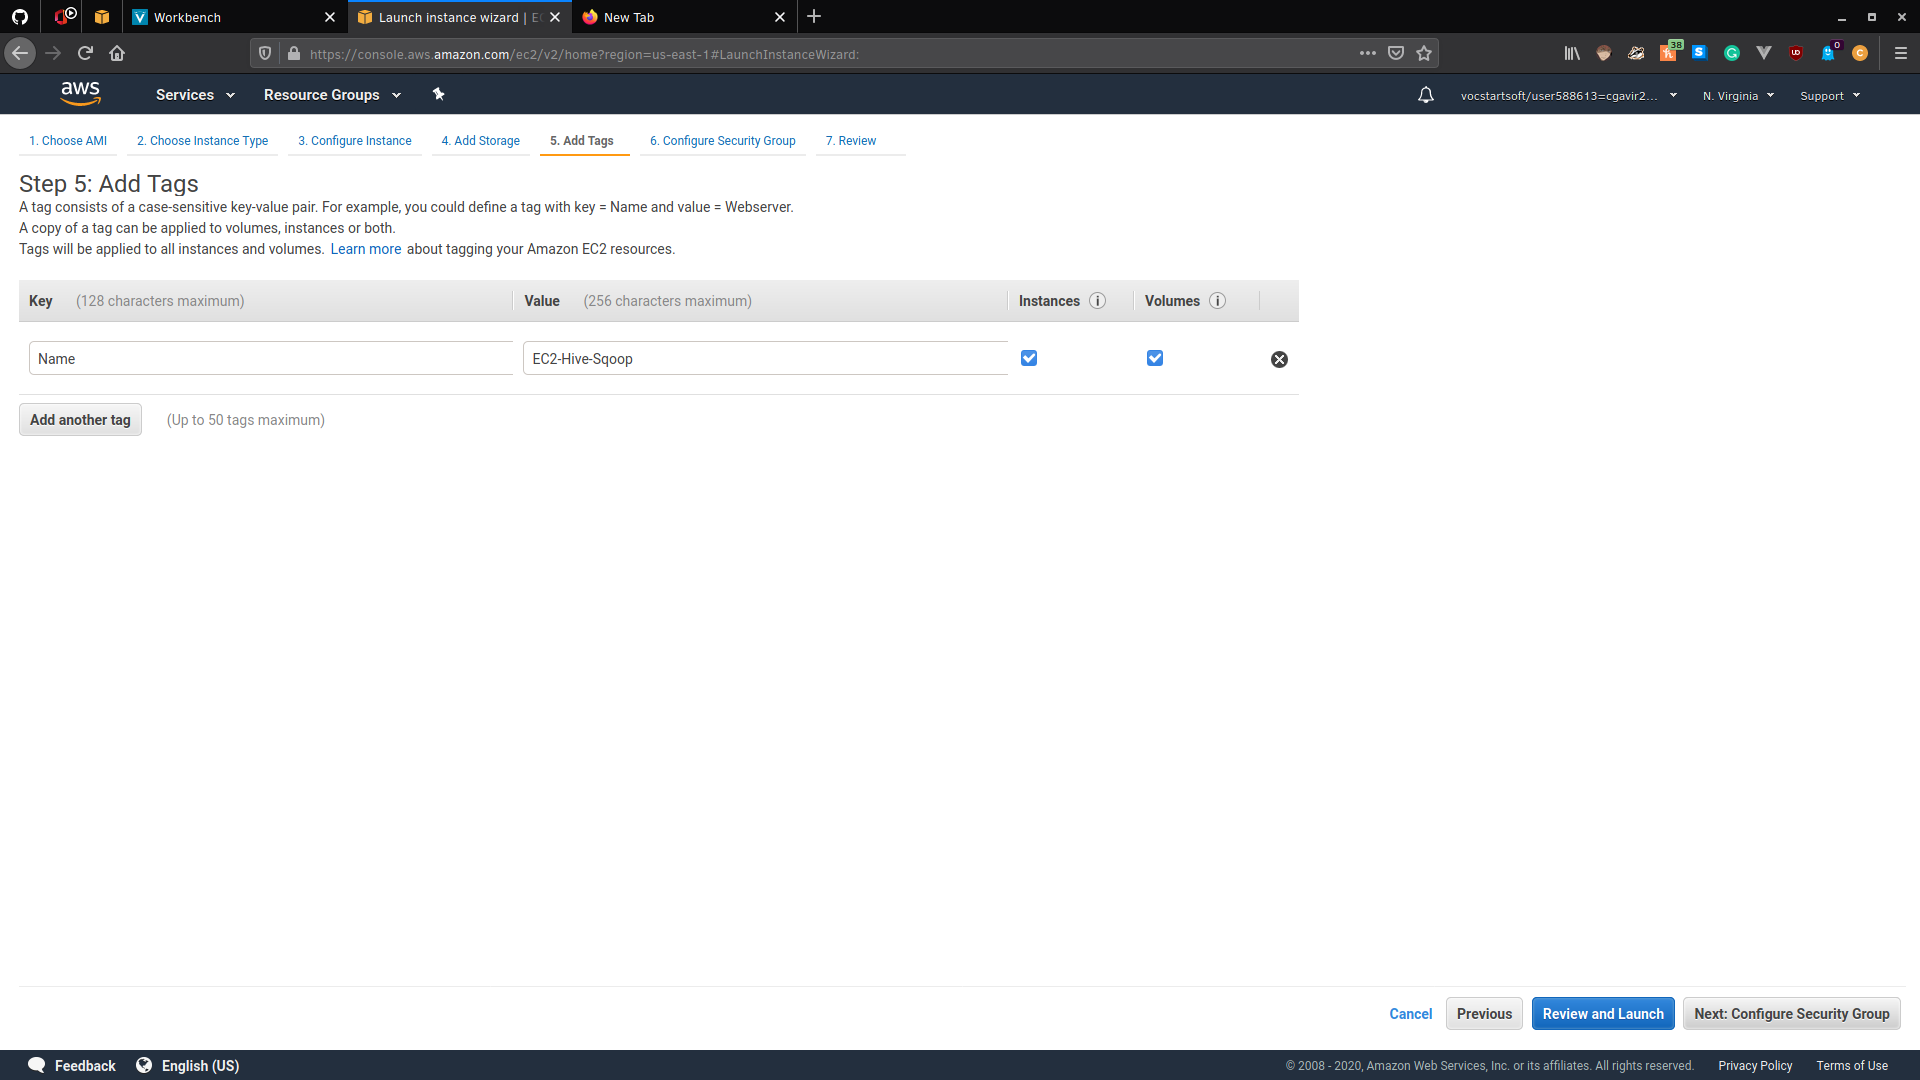 Workbench
Launch instance wizard | EC
New Tab
https://console.aws.amazon.com/ec2/v2/home?region=us-east-1#LaunchInstanceWizard:
38
S
UD
0
C
aws
Services
Resource Groups
vocstartsoft/user588613=cgavir2...
N. Virginia
Support
1. Choose AMI
2. Choose Instance Type
3. Configure Instance
4. Add Storage
5. Add Tags
6. Configure Security Group
7. Review
Step 5: Add Tags
A tag consists of a case-sensitive key-value pair. For example, you could define a tag with key = Name and value = Webserver.
A copy of a tag can be applied to volumes, instances or both.
Tags will be applied to all instances and volumes. Learn more about tagging your Amazon EC2 resources.
Key (128 characters maximum)
Value (256 characters maximum)
Instances
Volumes
Name
EC2-Hive-Sqoop
Add another tag
(Up to 50 tags maximum)
Cancel
Previous
Review and Launch
Next: Configure Security Group
Feedback
English (US)
© 2008 - 2020, Amazon Web Services, Inc. or its affiliates. All rights reserved.
Privacy Policy
Terms of Use